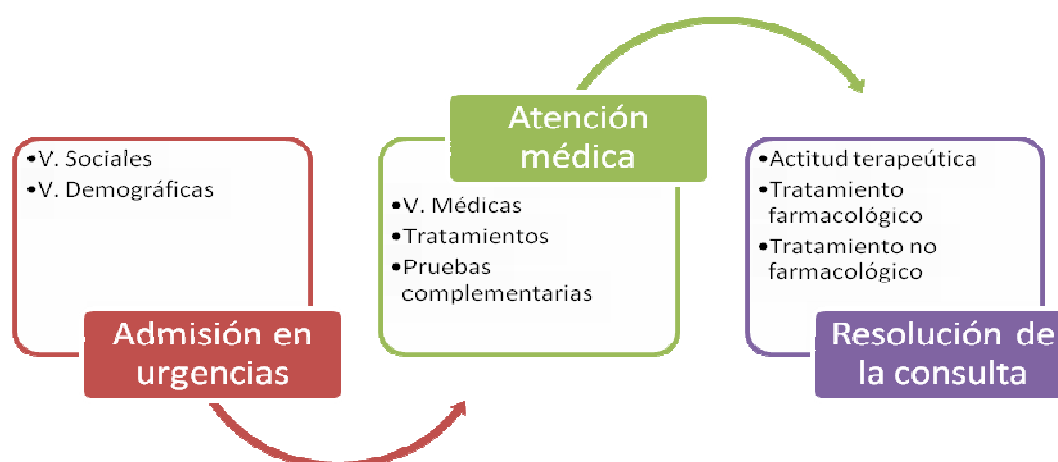 •V. Sociales
•V. Demográficas
Admisión en
urgencias
Atención
médica
•V. Médicas
•Tratamientos
•Pruebas
complementarias
•Actitud terapeútica
•Tratamiento
farmacológico
•Tratamiento no
farmacológico
Resolución de
la consulta